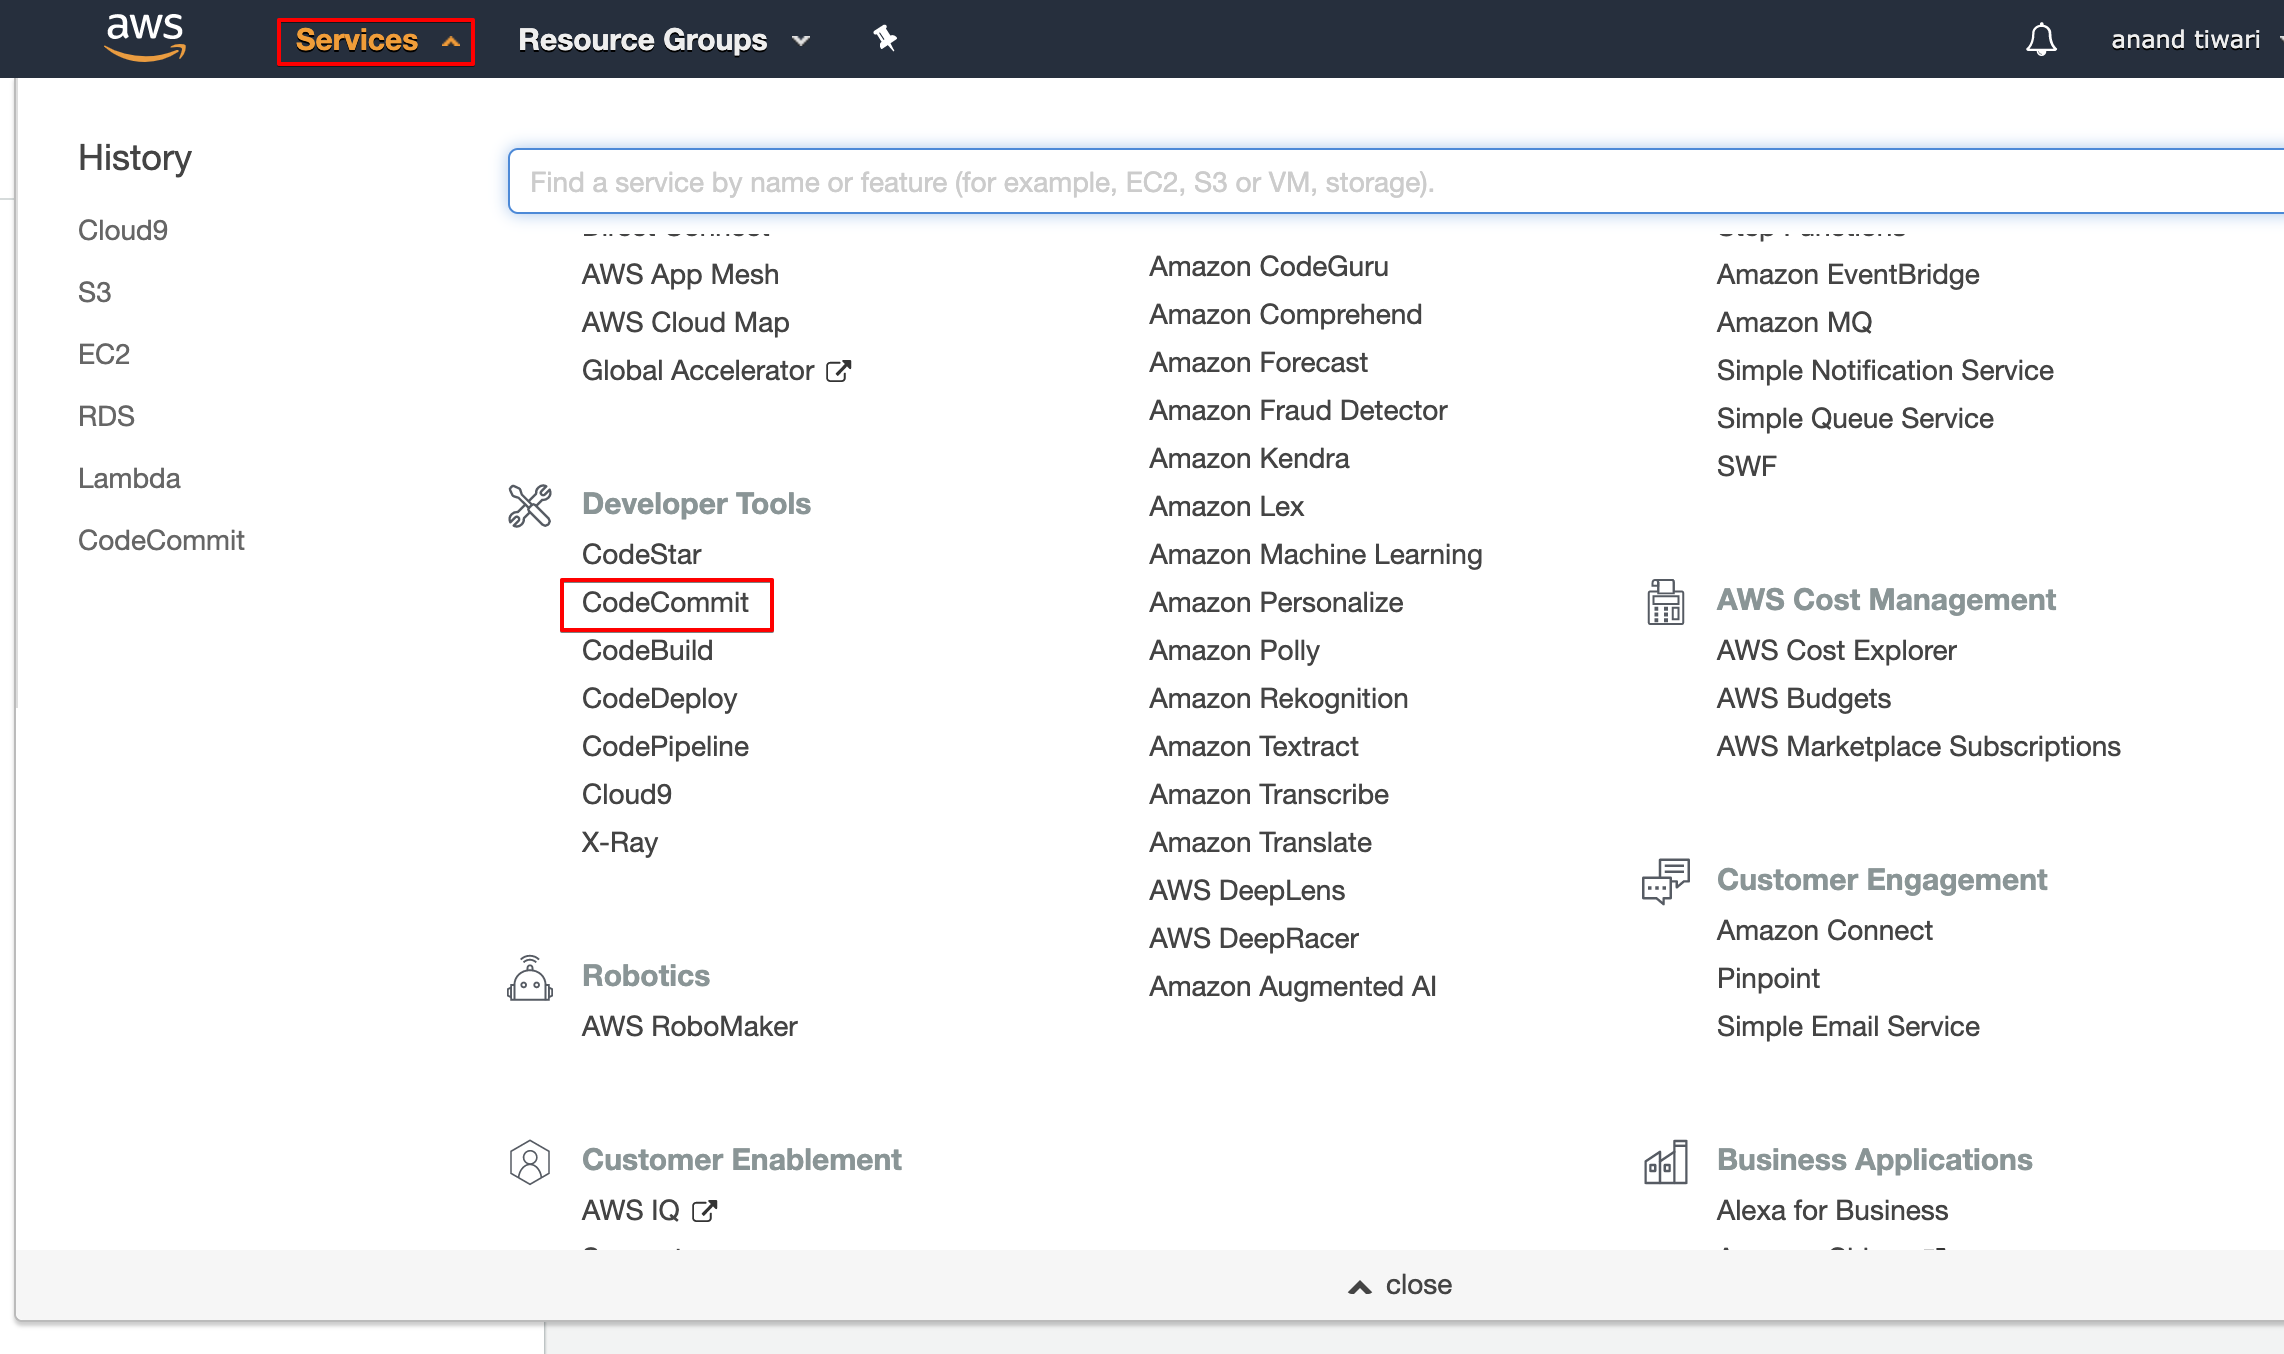 aws
Services
Resource Groups
anand tiwari
History
Cloud9
S3
EC2
RDS
Lambda
CodeCommit
Find a service by name or feature (for example, EC2, S3 or VM, storage).
Direct Connect
AWS App Mesh
AWS Cloud Map
Global Accelerator
Developer Tools
CodeStar
CodeCommit
CodeBuild
CodeDeploy
CodePipeline
Cloud9
X-Ray
Robotics
AWS RoboMaker
Customer Enablement
AWS IQ
Amazon CodeGuru
Amazon Comprehend
Amazon Forecast
Amazon Fraud Detector
Amazon Kendra
Amazon Lex
Amazon Machine Learning
Amazon Personalize
Amazon Polly
Amazon Rekognition
Amazon Textract
Amazon Transcribe
Amazon Translate
AWS DeepLens
AWS DeepRacer
Amazon Augmented AI
Step Functions
Amazon EventBridge
Amazon MQ
Simple Notification Service
Simple Queue Service
SWF
AWS Cost Management
AWS Cost Explorer
AWS Budgets
AWS Marketplace Subscriptions
Customer Engagement
Amazon Connect
Pinpoint
Simple Email Service
Business Applications
Alexa for Business
close